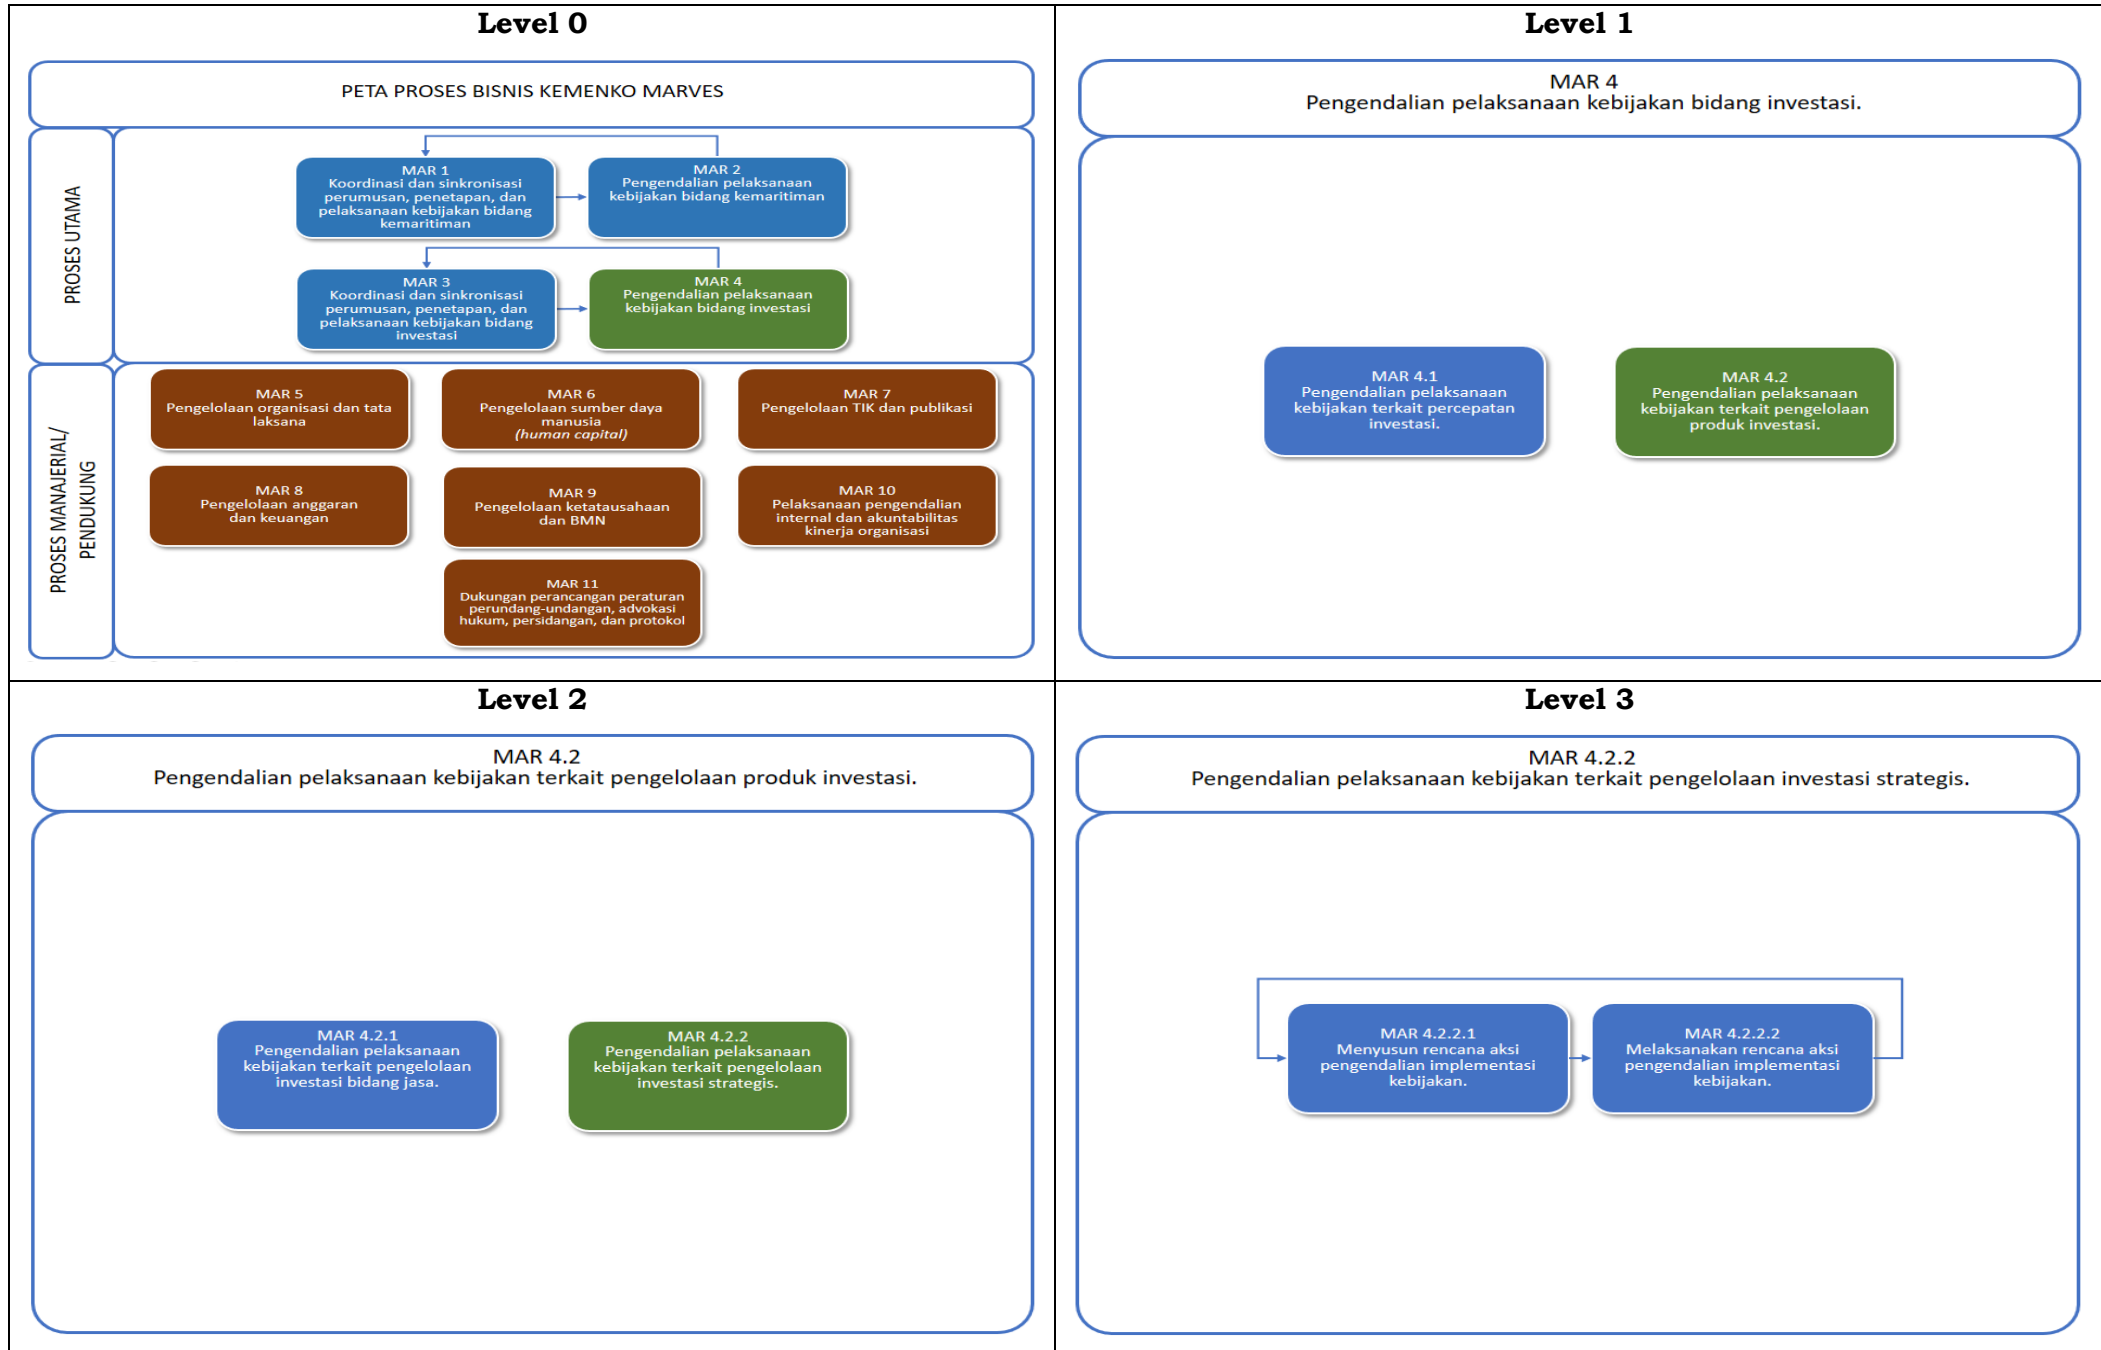 Level 0
PETA PROSES BISNIS KEMENKO MARVES
PROSES UTAMA
MAR 1
Koordinasi dan sinkronisasi
perumusan, penetapan, dan
pelaksanaan kebijakan bidang
kemaritiman
MAR 2
Pengendalian pelaksanaan
kebijakan bidang kemaritiman
MAR 3
Koordinasi dan sinkronisasi
perumusan, penetapan, dan
pelaksanaan kebijakan bidang
investasi
MAR 4
Pengendalian pelaksanaan
kebijakan bidang investasi
PROSES MANAJERIAL/
PENDUKUNG
MAR 5
Pengelolaan organisasi dan tata
laksana
MAR 6
Pengelolaan sumber daya
manusia
(human capital)
MAR 7
Pengelolaan TIK dan publikasi
MAR 8
Pengelolaan anggaran
dan keuangan
MAR 9
Pengelolaan ketatausahaan
dan BMN
MAR 10
Pelaksanaan pengendalian
internal dan akuntabilitas
kinerja organisasi
MAR 11
Dukungan perancangan peraturan
perundang-undangan, advokasi
hukum, persidangan, dan protokol
Level 1
MAR 4
Pengendalian pelaksanaan kebijakan bidang investasi.
MAR 4.1
Pengendalian pelaksanaan
kebijakan terkait percepatan
investasi.
MAR 4.2
Pengendalian pelaksanaan
kebijakan terkait pengelolaan
produk investasi.
Level 2
MAR 4.2
Pengendalian pelaksanaan kebijakan terkait pengelolaan produk investasi.
MAR 4.2.1
Pengendalian pelaksanaan
kebijakan terkait pengelolaan
investasi bidang jasa.
MAR 4.2.2
Pengendalian pelaksanaan
kebijakan terkait pengelolaan
investasi strategis.
Level 3
MAR 4.2.2
Pengendalian pelaksanaan kebijakan terkait pengelolaan investasi strategis.
MAR 4.2.2.1
Menyusun rencana aksi
pengendalian implementasi
kebijakan.
MAR 4.2.2.2
Melaksanakan rencana aksi
pengendalian implementasi
kebijakan.